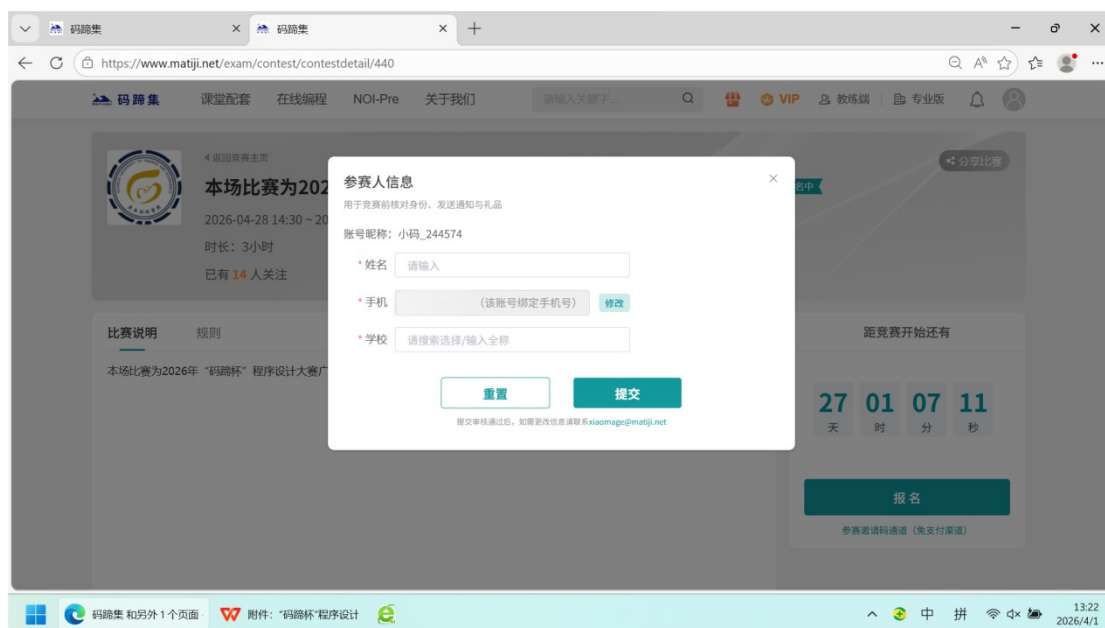 码蹄集
码蹄集
https://www.matiji.net/exam/contest/contestdetail/440
码蹄集 课堂配套 在线编程 NOI-Pre 关于我们 请输入关键字... VIP 教练端 专业版
返回竞赛主页
分享比赛
本场比赛为202
名中
2026-04-28 14:30 ~ 20
时长：3小时
已有 14 人关注
参赛人信息
用于竞赛前核对身份、发送通知与礼品
账号昵称：小码_244574
* 姓名 请输入
* 手机 （该账号绑定手机号） 修改
* 学校 请搜索选择/输入全称
重置 提交
提交审核通过后，如需更改信息请联系xiaomage@matiji.net
比赛说明 规则
本场比赛为2026年“码蹄杯”程序设计大赛广
距竞赛开始还有
27 01 07 11
天 时 分 秒
报名
参赛邀请码通道（免支付渠道）
码蹄集 和另外 1 个页面 附件：“码蹄杯”程序设计 中 拼 13:22
2026/4/1